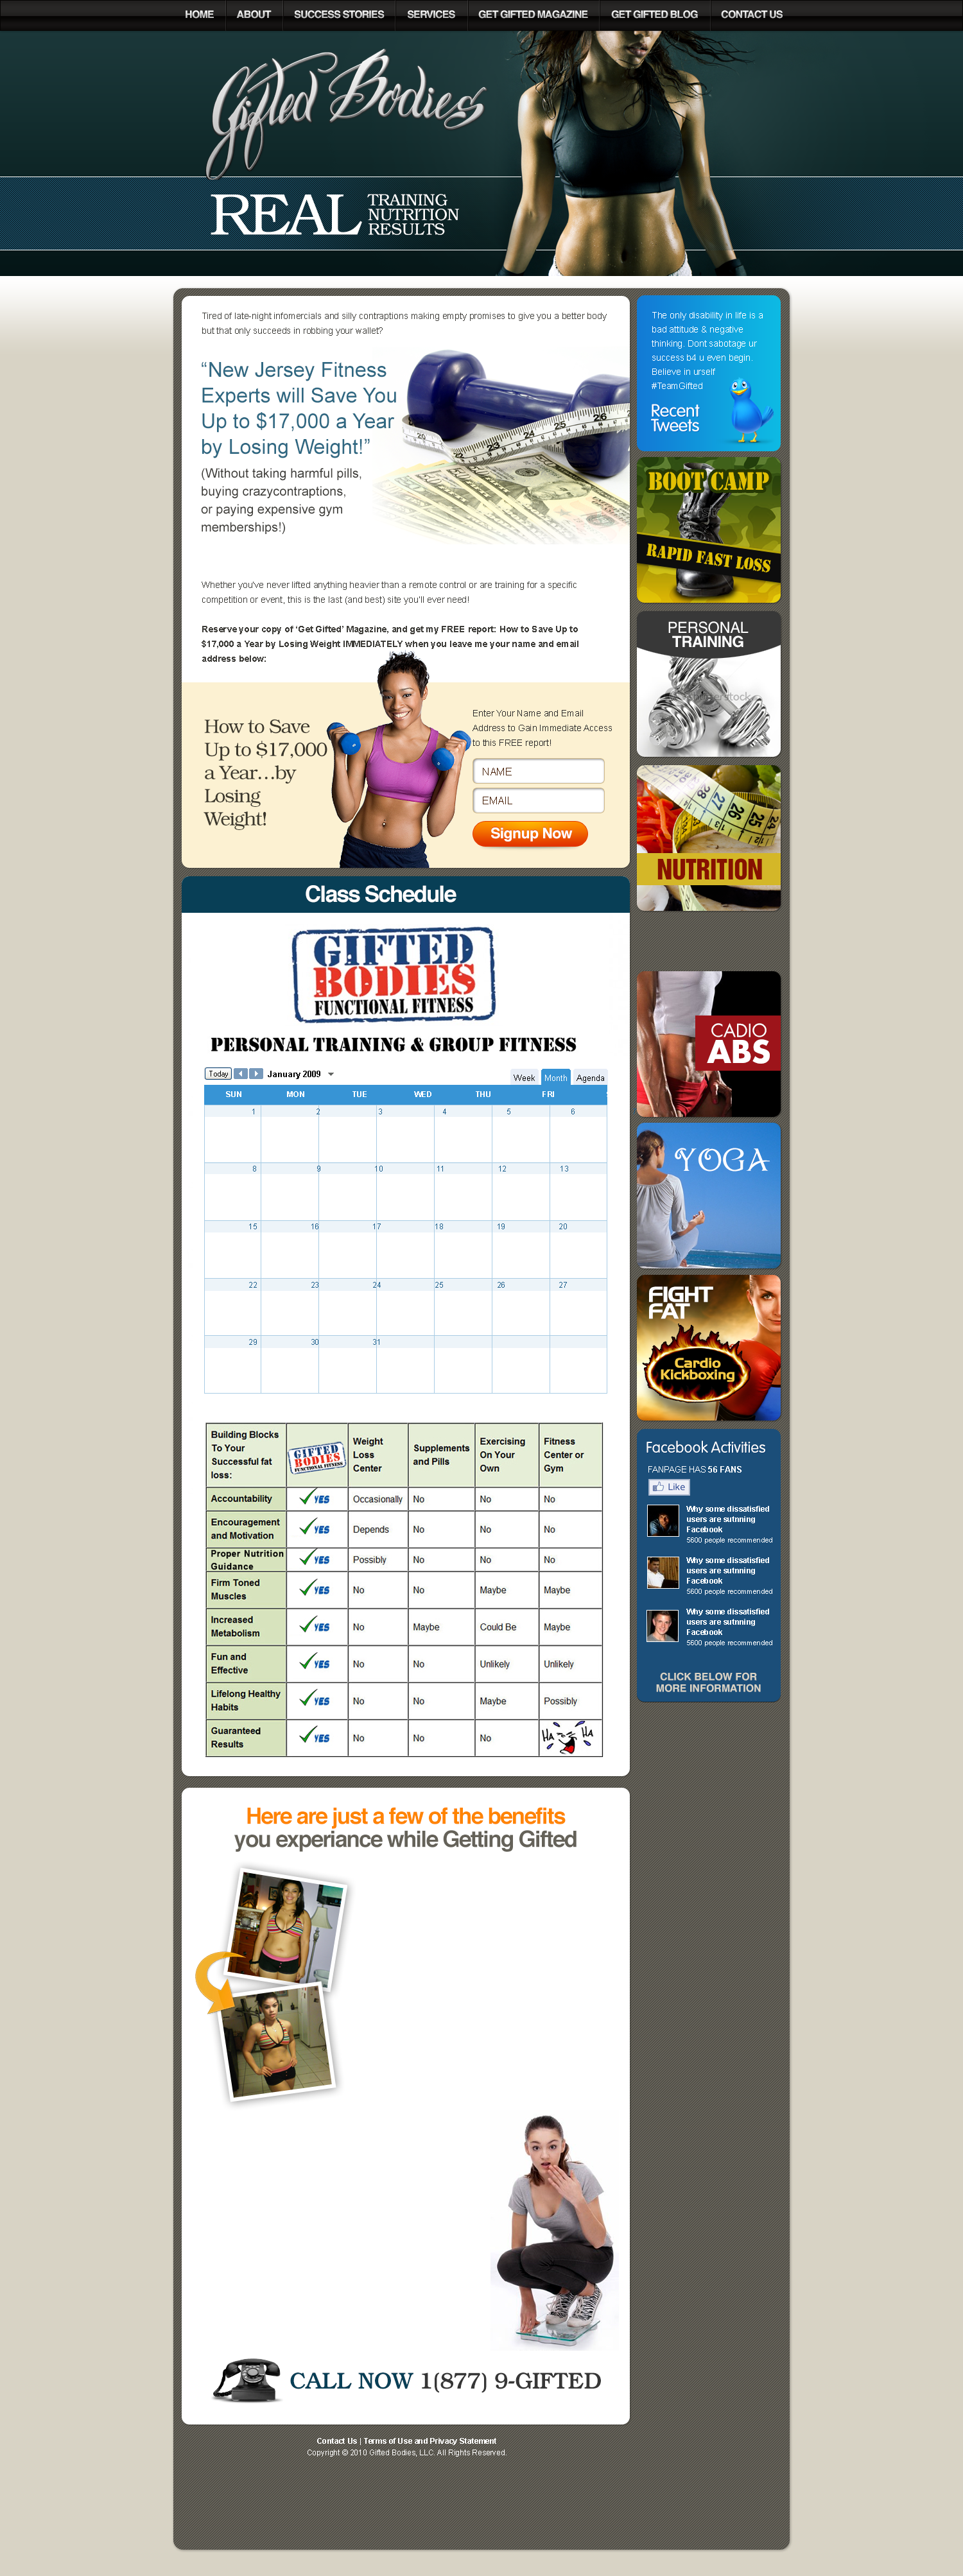 HOME ABOUT SUCCESS STORIES SERVICES GET GIFTED MAGAZINE GET GIFTED BLOG CONTACT US
Gifted Bodies
REAL TRAINING
NUTRITION
RESULTS
Tired of late-night infomercials and silly contraptions making empty promises to give you a better body
but that only succeeds in robbing your wallet?
“New Jersey Fitness
Experts will Save You
Up to $17,000 a Year
by Losing Weight!”
(Without taking harmful pills,
buying crazycontraptions,
or paying expensive gym
memberships!)
Whether you've never lifted anything heavier than a remote control or are training for a specific
competition or event, this is the last (and best) site you'll ever need!
Reserve your copy of ‘Get Gifted’ Magazine, and get my FREE report: How to Save Up to
$17,000 a Year by Losing Weight IMMEDIATELY when you leave me your name and email
address below:
How to Save
Up to $17,000
a Year...by
Losing
Weight!
Enter Your Name and Email
Address to Gain Immediate Access
to this FREE report!
NAME
EMAIL
Signup Now
Class Schedule
GIFTED
BODIES
FUNCTIONAL FITNESS
PERSONAL TRAINING & GROUP FITNESS
Today January 2009 Week Month Agenda
SUN MON TUE WED THU FRI
1 2 3 4 5 6
8 9 10 11 12 13
15 16 17 18 19 20
22 23 24 25 26 27
29 30 31
Building Blocks
To Your
Successful fat
loss:
GIFTED
BODIES
FUNCTIONAL FITNESS
Weight
Loss
Center
Supplements
and Pills
Exercising
On Your
Own
Fitness
Center or
Gym
Accountability YES Occasionally No No No
Encouragement
and Motivation YES Depends No No No
Proper Nutrition
Guidance YES Possibly No No No
Firm Toned
Muscles YES No No Maybe Maybe
Increased
Metabolism YES No Maybe Could Be Maybe
Fun and
Effective YES No No Unlikely Unlikely
Lifelong Healthy
Habits YES No No Maybe Possibly
Guaranteed
Results YES No No No HA HA
Here are just a few of the benefits
you experiance while Getting Gifted
CALL NOW 1(877) 9-GIFTED
Contact Us | Terms of Use and Privacy Statement
Copyright © 2010 Gifted Bodies, LLC. All Rights Reserved.
The only disability in life is a
bad attitude & negative
thinking. Dont sabotage ur
success b4 u even begin.
Believe in urself
#TeamGifted
Recent
Tweets
BOOT CAMP
RAPID FAST LOSS
PERSONAL
TRAINING
NUTRITION
CADIO
ABS
YOGA
FIGHT
FAT
Cardio
Kickboxing
Facebook Activities
FANPAGE HAS 56 FANS
Like
Why some dissatisfied
users are sutnning
Facebook
5600 people recommended
Why some dissatisfied
users are sutnning
Facebook
5600 people recommended
Why some dissatisfied
users are sutnning
Facebook
5600 people recommended
CLICK BELOW FOR
MORE INFORMATION